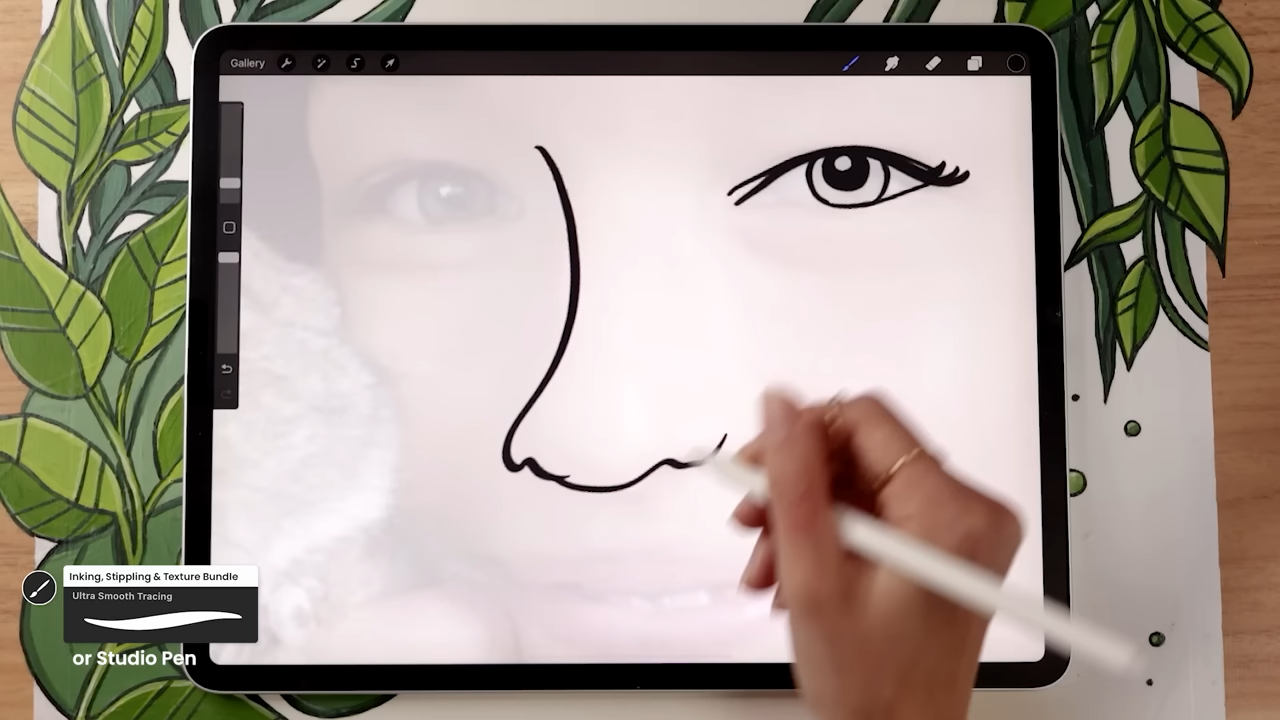 Gallery
Inking, Stippling & Texture Bundle
Ultra Smooth Tracing
or Studio Pen